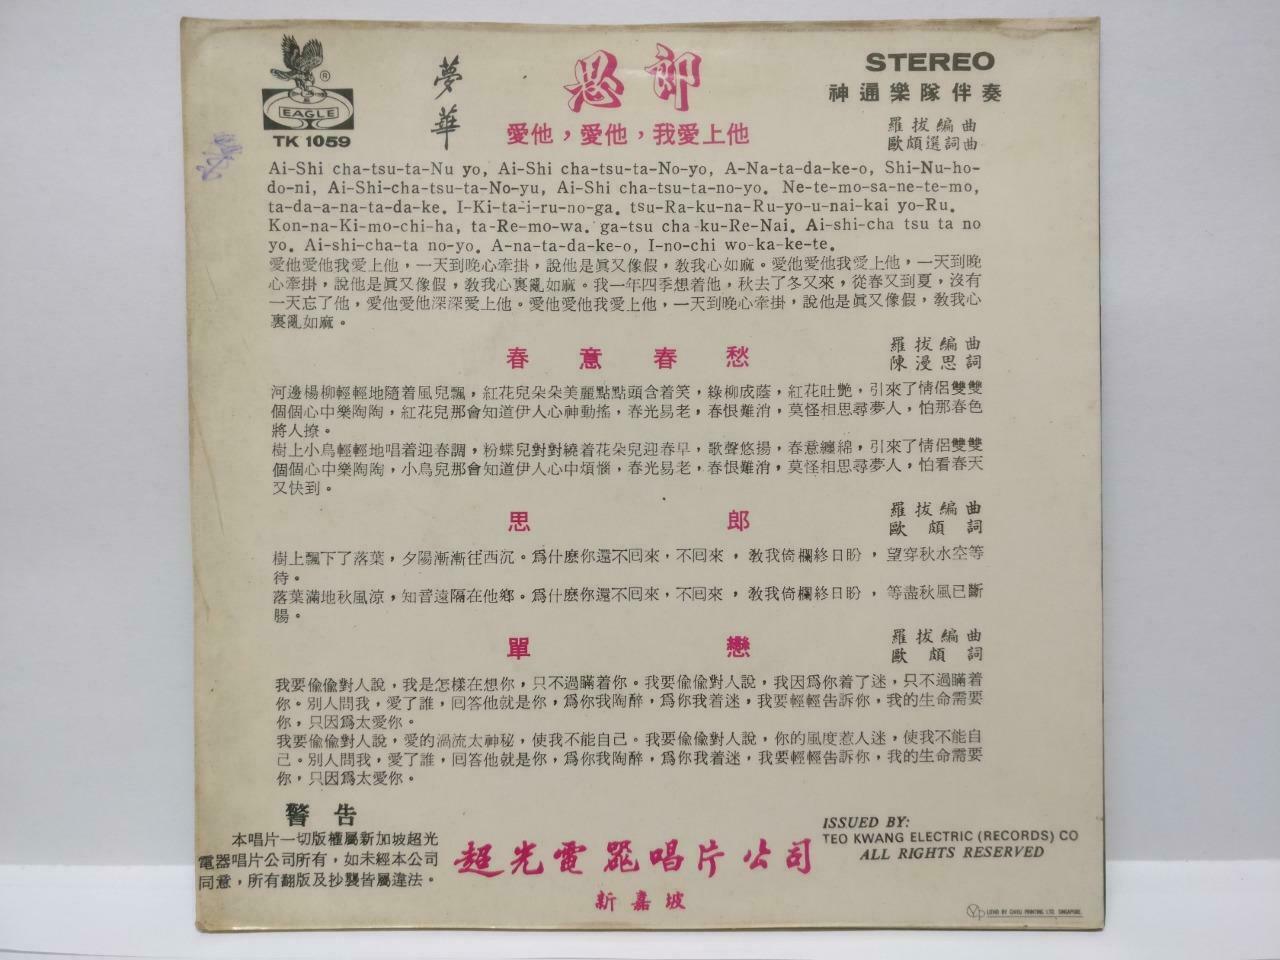 EAGLE
®
TK 1059
夢華
思郎
STEREO
神通樂隊伴奏
愛他，愛他，我愛上他
羅拔編曲
歐頗選詞曲
Ai-Shi cha-tsu-ta-Nu yo, Ai-Shi cha-tsu-ta-No-yo, A-Na-ta-da-ke-o, Shi-Nu-ho-
do-ni, Ai-Shi-cha-tsu-ta-No-yu, Ai-Shi cha-tsu-ta-no-yo. Ne-te-mo-sa-ne-te-mo,
ta-da-a-na-ta-da-ke. I-Ki-ta-i-ru-no-ga. tsu-Ra-ku-na-Ru-yo-u-nai-kai yo-Ru.
Kon-na-Ki-mo-chi-ha, ta-Re-mo-wa. ga-tsu cha-ku-Re-Nai. Ai-shi-cha tsu ta no
yo. Ai-shi-cha-ta no-yo. A-na-ta-da-ke-o, I-no-chi wo-ka-ke-te.
愛他愛他我愛上他，一天到晚心牽掛，說他是眞又像假，敎我心如麻。愛他愛他我愛上他，一天到晚
心牽掛，說他是眞又像假，敎我心裏亂如麻。我一年四季想着他，秋去了冬又來，從春又到夏，沒有
一天忘了他，愛他愛他深深愛上他。愛他愛他我愛上他，一天到晚心牽掛，說他是眞又像假，敎我心
裏亂如麻。
春意春愁
羅拔編曲
陳漫思詞
河邊楊柳輕輕地隨着風兒飄，紅花兒朵朵美麗點點頭含着笑，綠柳成蔭，紅花吐艷，引來了情侶雙雙
個個心中樂陶陶，紅花兒那會知道伊人心神動搖，春光易老，春恨難消，莫怪相思尋夢人，怕那春色
將人撩。
樹上小鳥輕輕地唱着迎春調，粉蝶兒對對繞着花朵兒迎春早，歌聲悠揚，春意纏綿，引來了情侶雙雙
個個心中樂陶陶，小鳥兒那會知道伊人心中煩惱，春光易老，春恨難消，莫怪相思尋夢人，怕看春天
又快到。
思郎
羅拔編曲
歐頗詞
樹上飄下了落葉，夕陽漸漸往西沉。爲什麽你還不囘來，不囘來，敎我倚欄終日盼，望穿秋水空等
待。
落葉滿地秋風涼，知音遠隔在他鄉。爲什麽你還不囘來，不囘來，敎我倚欄終日盼，等盡秋風已斷
腸。
單戀
羅拔編曲
歐頗詞
我要偸偸對人說，我是怎樣在想你，只不過瞞着你。我要偸偸對人說，我因爲你着了迷，只不過瞞着
你。別人問我，愛了誰，囘答他就是你，爲你我陶醉，爲你我着迷，我要輕輕告訴你，我的生命需要
你，只因爲太愛你。
我要偸偸對人說，愛的渦流太神秘，使我不能自己。我要偸偸對人說，你的風度惹人迷，使我不能自
己。別人問我，愛了誰，囘答他就是你，爲你我陶醉，爲你我着迷，我要輕輕告訴你，我的生命需要
你，只因爲太愛你。
警告
本唱片一切版權屬新加坡超光
電器唱片公司所有，如未經本公司
同意，所有翻版及抄襲皆屬違法。
超光電器唱片公司
新嘉坡
ISSUED BY:
TEO KWANG ELECTRIC (RECORDS) CO
ALL RIGHTS RESERVED
LITHO BY CHIEU PRINTING LTD. SINGAPORE.